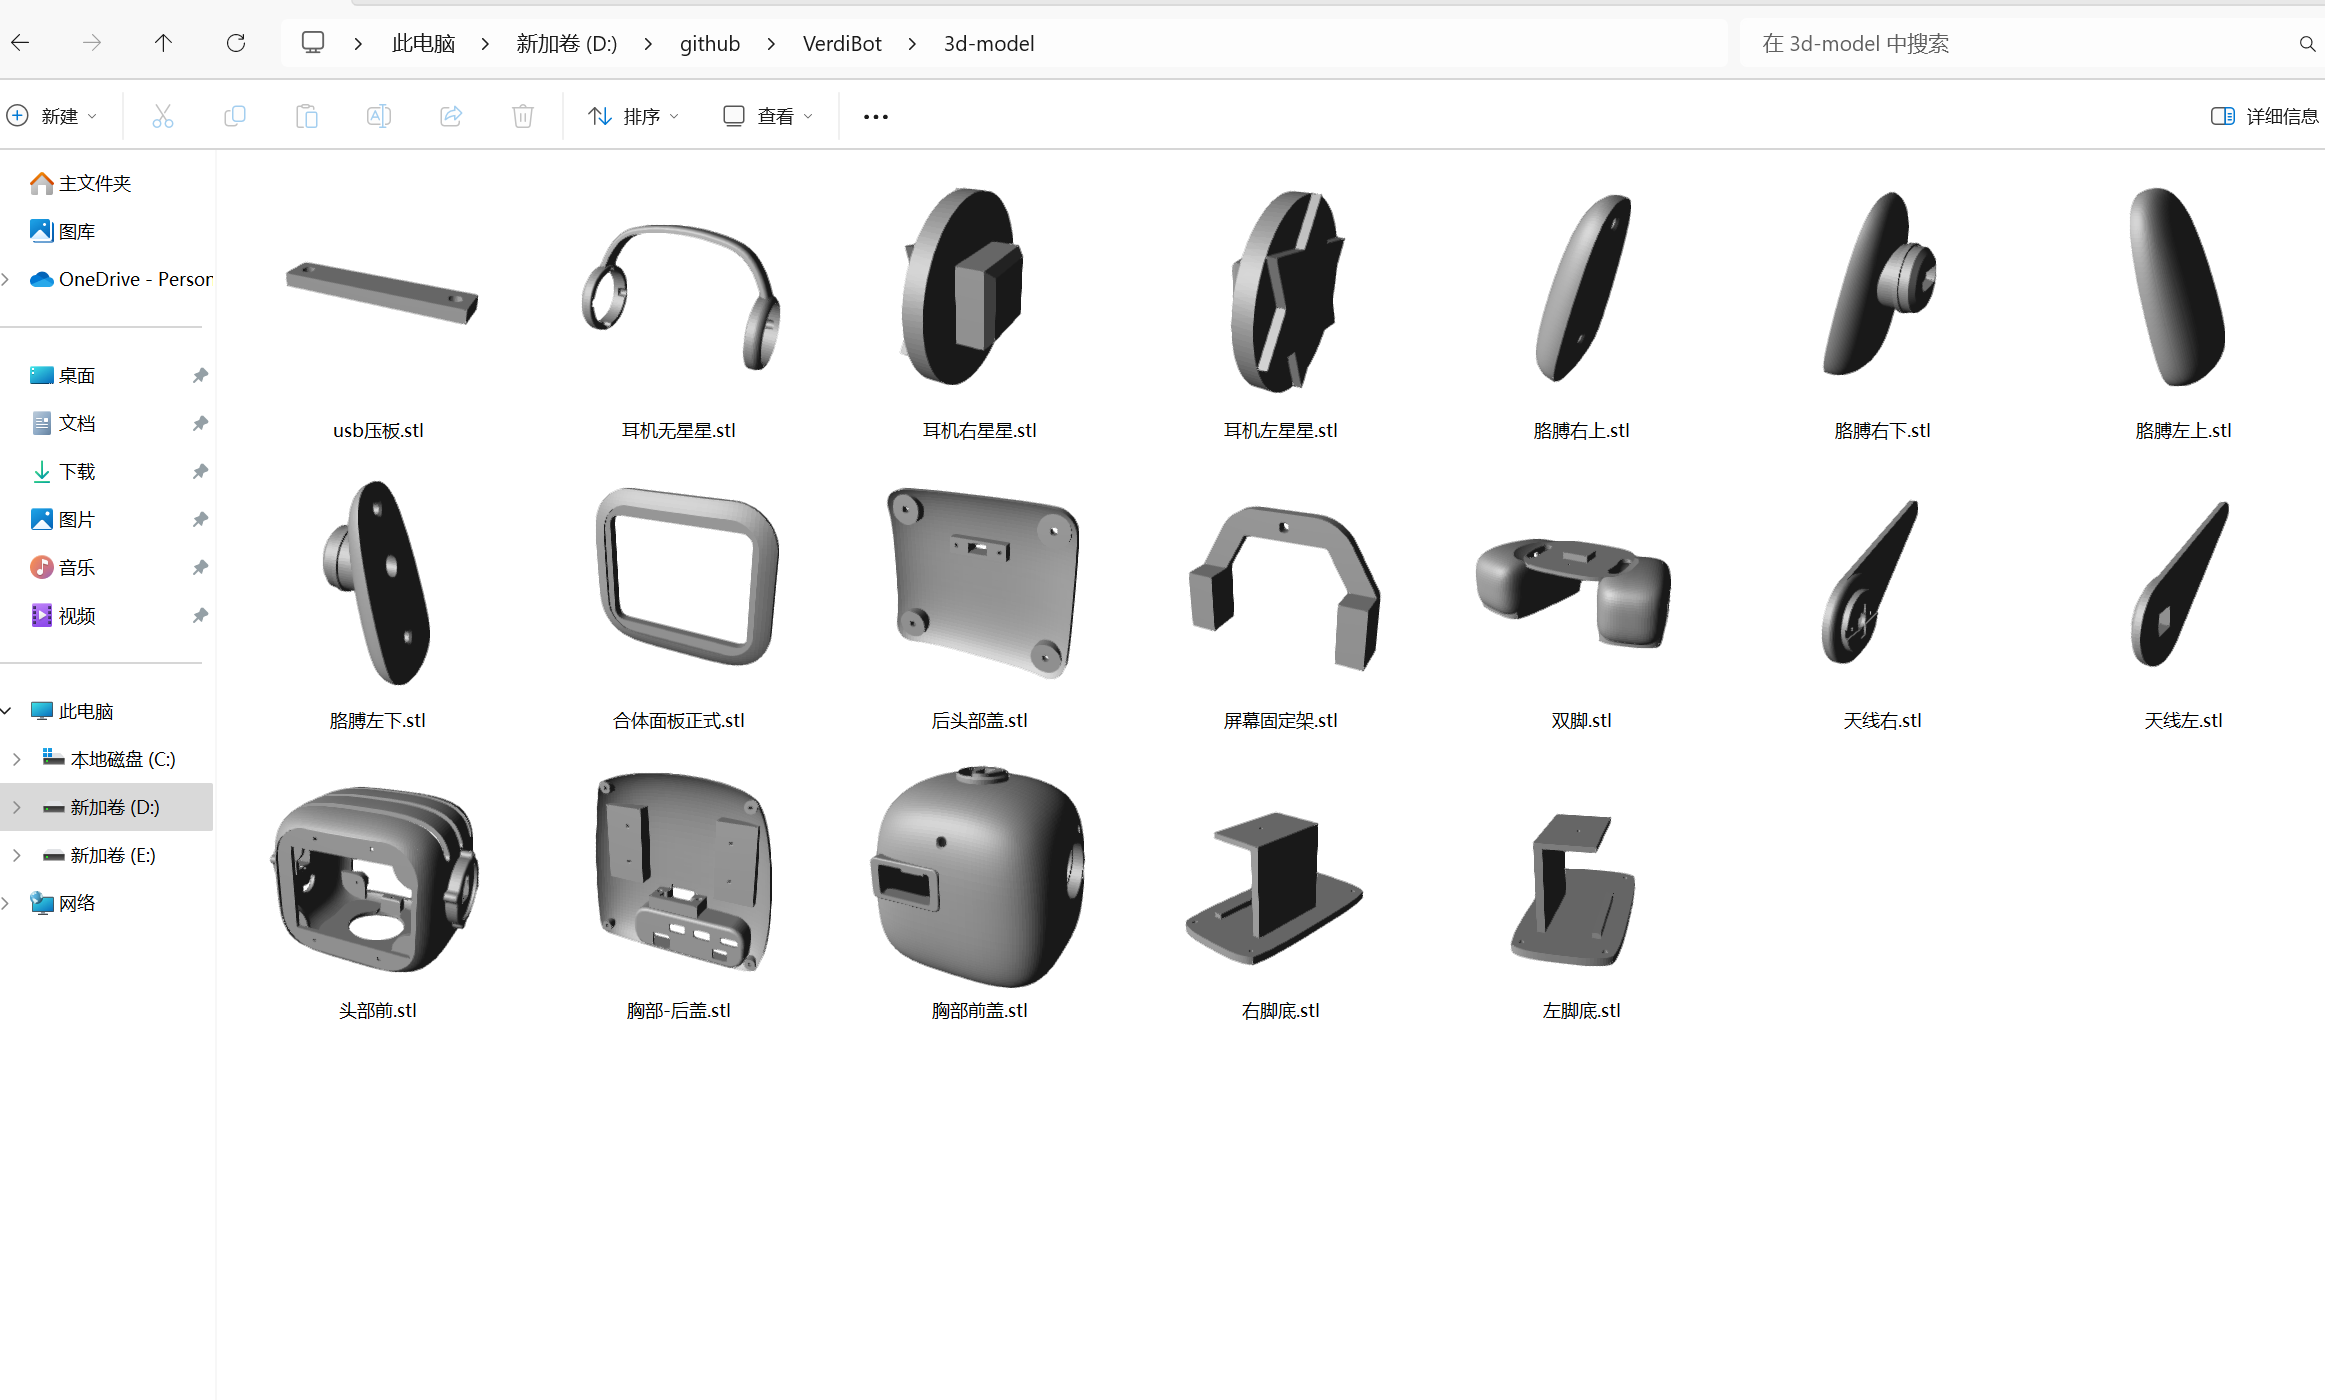 此电脑 新加卷 (D:) github VerdiBot 3d-model 在 3d-model 中搜索
新建 排序 查看 详细信息
主文件夹
图库
OneDrive - Person
桌面
文档
下载
图片
音乐
视频
此电脑
本地磁盘 (C:)
新加卷 (D:)
新加卷 (E:)
网络
usb压板.stl 耳机无星星.stl 耳机右星星.stl 耳机左星星.stl 胳膊右上.stl 胳膊右下.stl 胳膊左上.stl
胳膊左下.stl 合体面板正式.stl 后头部盖.stl 屏幕固定架.stl 双脚.stl 天线右.stl 天线左.stl
头部前.stl 胸部-后盖.stl 胸部前盖.stl 右脚底.stl 左脚底.stl